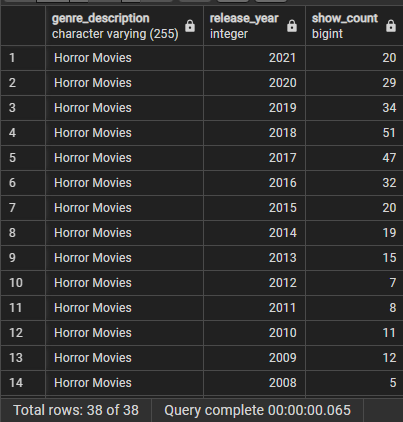 genre_description release_year show_count
character varying (255) integer bigint
1 Horror Movies 2021 20
2 Horror Movies 2020 29
3 Horror Movies 2019 34
4 Horror Movies 2018 51
5 Horror Movies 2017 47
6 Horror Movies 2016 32
7 Horror Movies 2015 20
8 Horror Movies 2014 19
9 Horror Movies 2013 15
10 Horror Movies 2012 7
11 Horror Movies 2011 8
12 Horror Movies 2010 11
13 Horror Movies 2009 12
14 Horror Movies 2008 5
Total rows: 38 of 38 Query complete 00:00:00.065